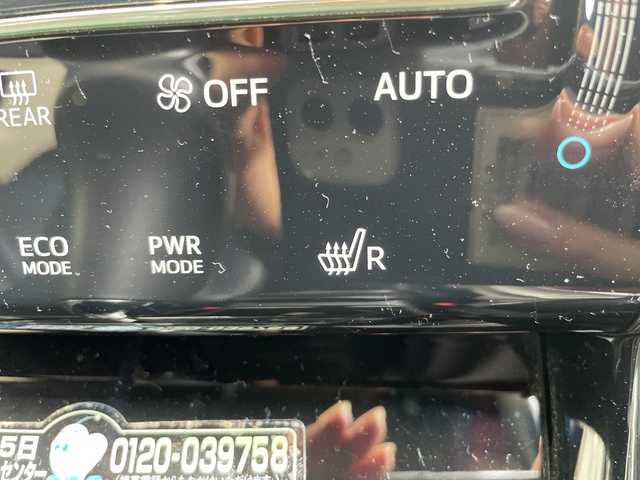 REAR
OFF
AUTO
ECO
MODE
PWR
MODE
R
5日
センター
0120-039758